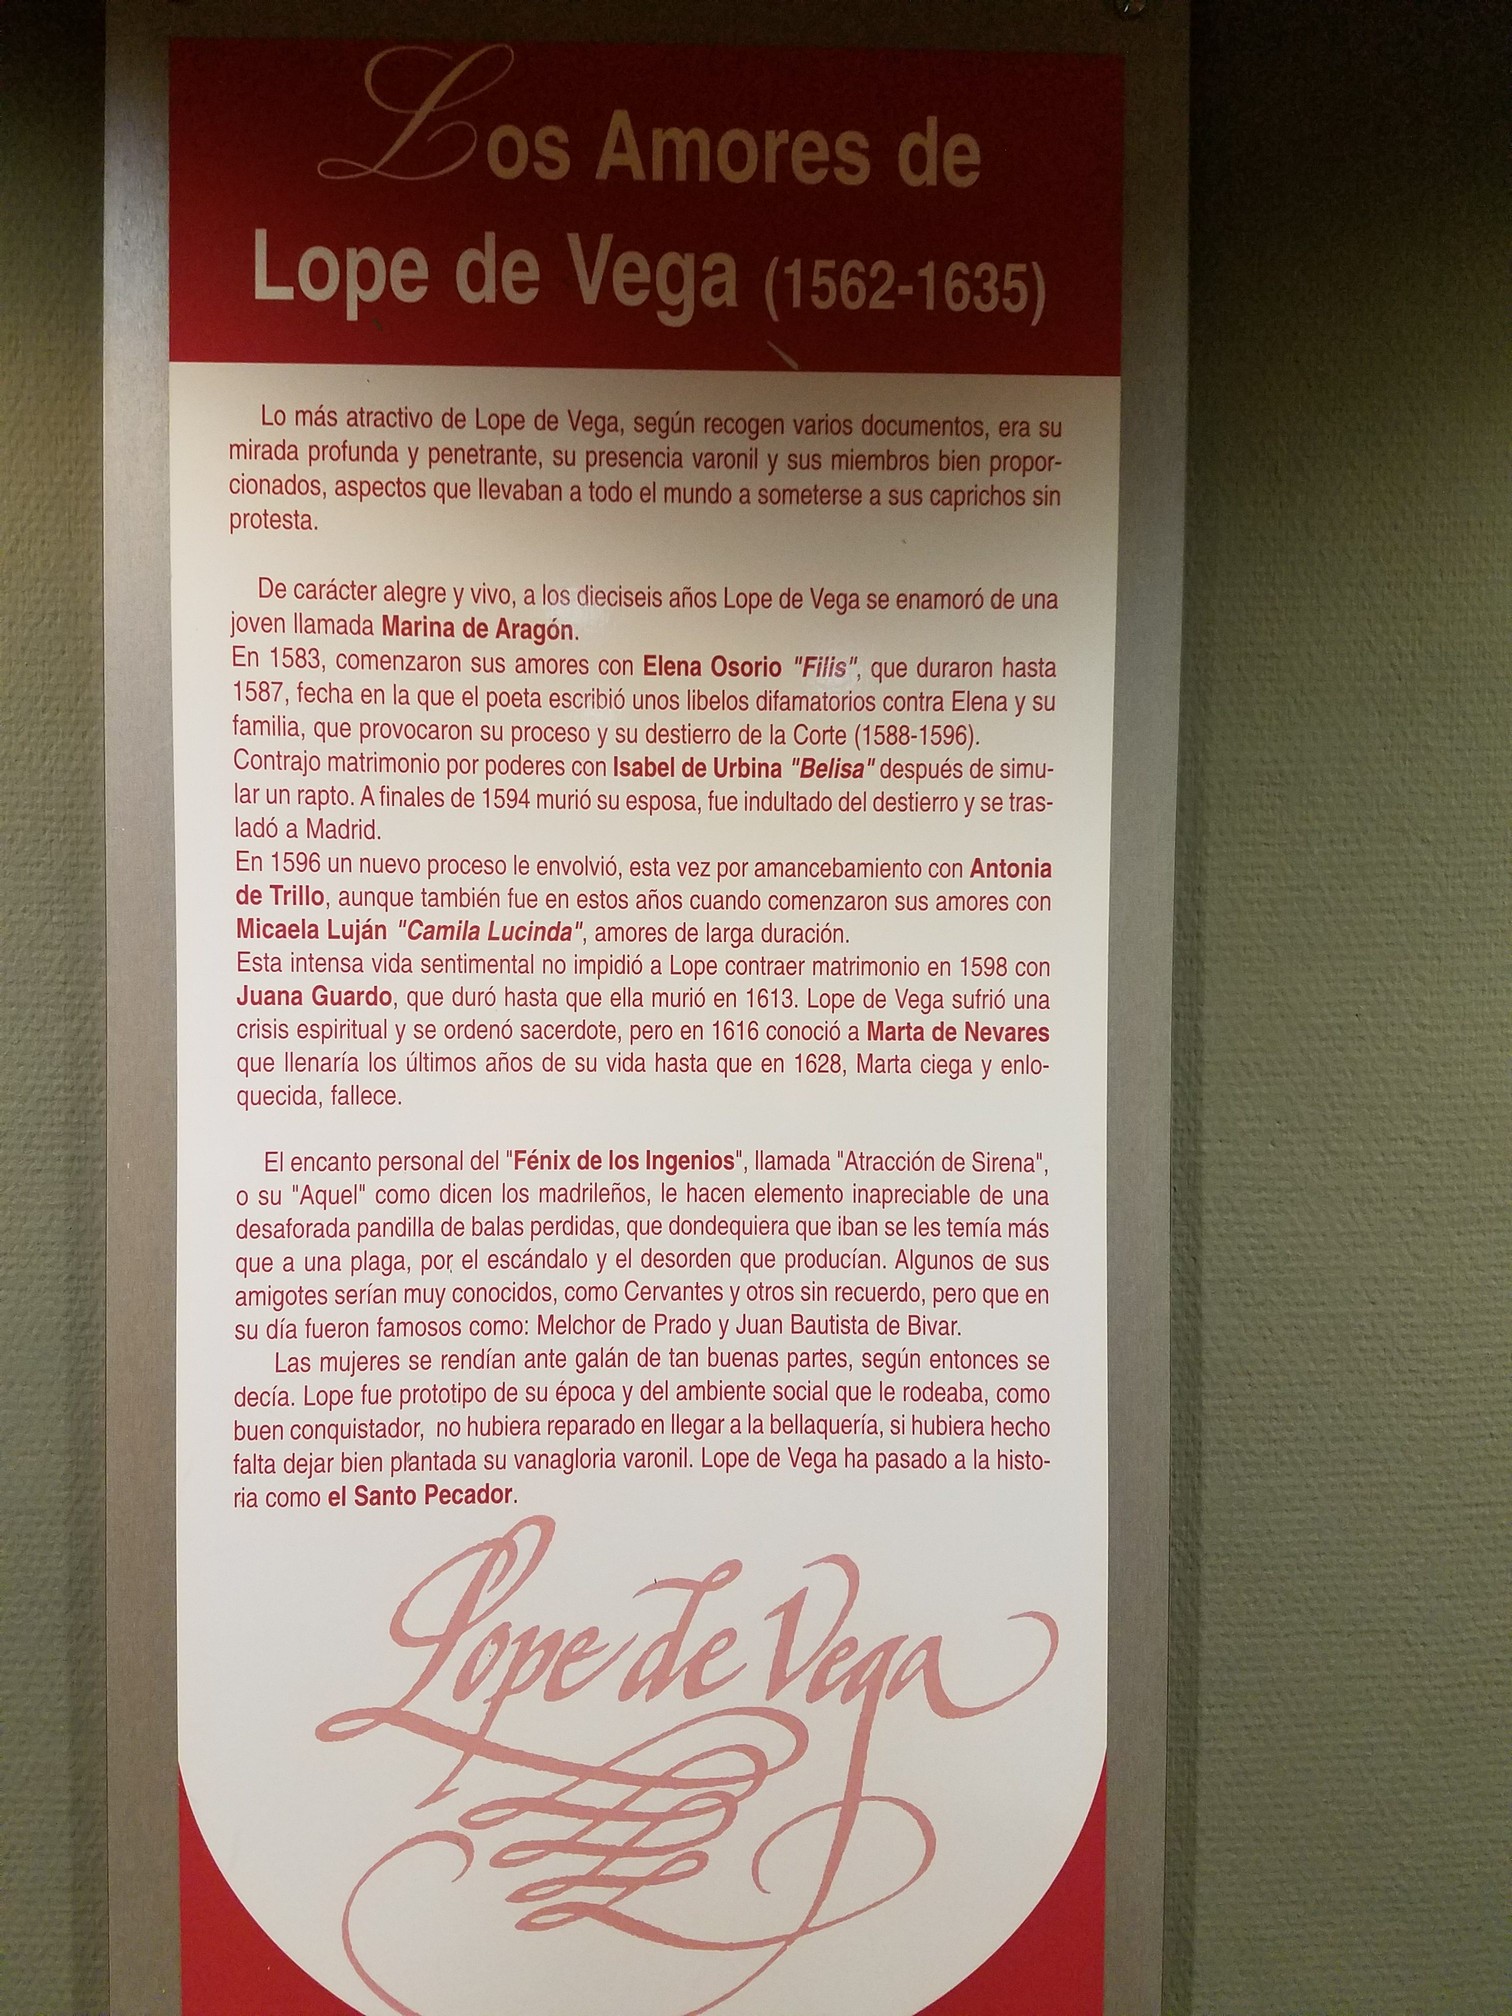 Los Amores de
Lope de Vega (1562-1635)
Lo más atractivo de Lope de Vega, según recogen varios documentos, era su
mirada profunda y penetrante, su presencia varonil y sus miembros bien propor-
cionados, aspectos que llevaban a todo el mundo a someterse a sus caprichos sin
protesta.
De carácter alegre y vivo, a los dieciseis años Lope de Vega se enamoró de una
joven llamada Marina de Aragón.
En 1583, comenzaron sus amores con Elena Osorio "Filis", que duraron hasta
1587, fecha en la que el poeta escribió unos libelos difamatorios contra Elena y su
familia, que provocaron su proceso y su destierro de la Corte (1588-1596).
Contrajo matrimonio por poderes con Isabel de Urbina "Belisa" después de simu-
lar un rapto. A finales de 1594 murió su esposa, fue indultado del destierro y se tras-
ladó a Madrid.
En 1596 un nuevo proceso le envolvió, esta vez por amancebamiento con Antonia
de Trillo, aunque también fue en estos años cuando comenzaron sus amores con
Micaela Luján "Camila Lucinda", amores de larga duración.
Esta intensa vida sentimental no impidió a Lope contraer matrimonio en 1598 con
Juana Guardo, que duró hasta que ella murió en 1613. Lope de Vega sufrió una
crisis espiritual y se ordenó sacerdote, pero en 1616 conoció a Marta de Nevares
que llenaría los últimos años de su vida hasta que en 1628, Marta ciega y enlo-
quecida, fallece.
El encanto personal del "Fénix de los Ingenios", llamada "Atracción de Sirena",
o su "Aquel" como dicen los madrileños, le hacen elemento inapreciable de una
desaforada pandilla de balas perdidas, que dondequiera que iban se les temía más
que a una plaga, por el escándalo y el desorden que producían. Algunos de sus
amigotes serían muy conocidos, como Cervantes y otros sin recuerdo, pero que en
su día fueron famosos como: Melchor de Prado y Juan Bautista de Bivar.
Las mujeres se rendían ante galán de tan buenas partes, según entonces se
decía. Lope fue prototipo de su época y del ambiente social que le rodeaba, como
buen conquistador, no hubiera reparado en llegar a la bellaquería, si hubiera hecho
falta dejar bien plantada su vanagloria varonil. Lope de Vega ha pasado a la histo-
ria como el Santo Pecador.
Lope de Vega